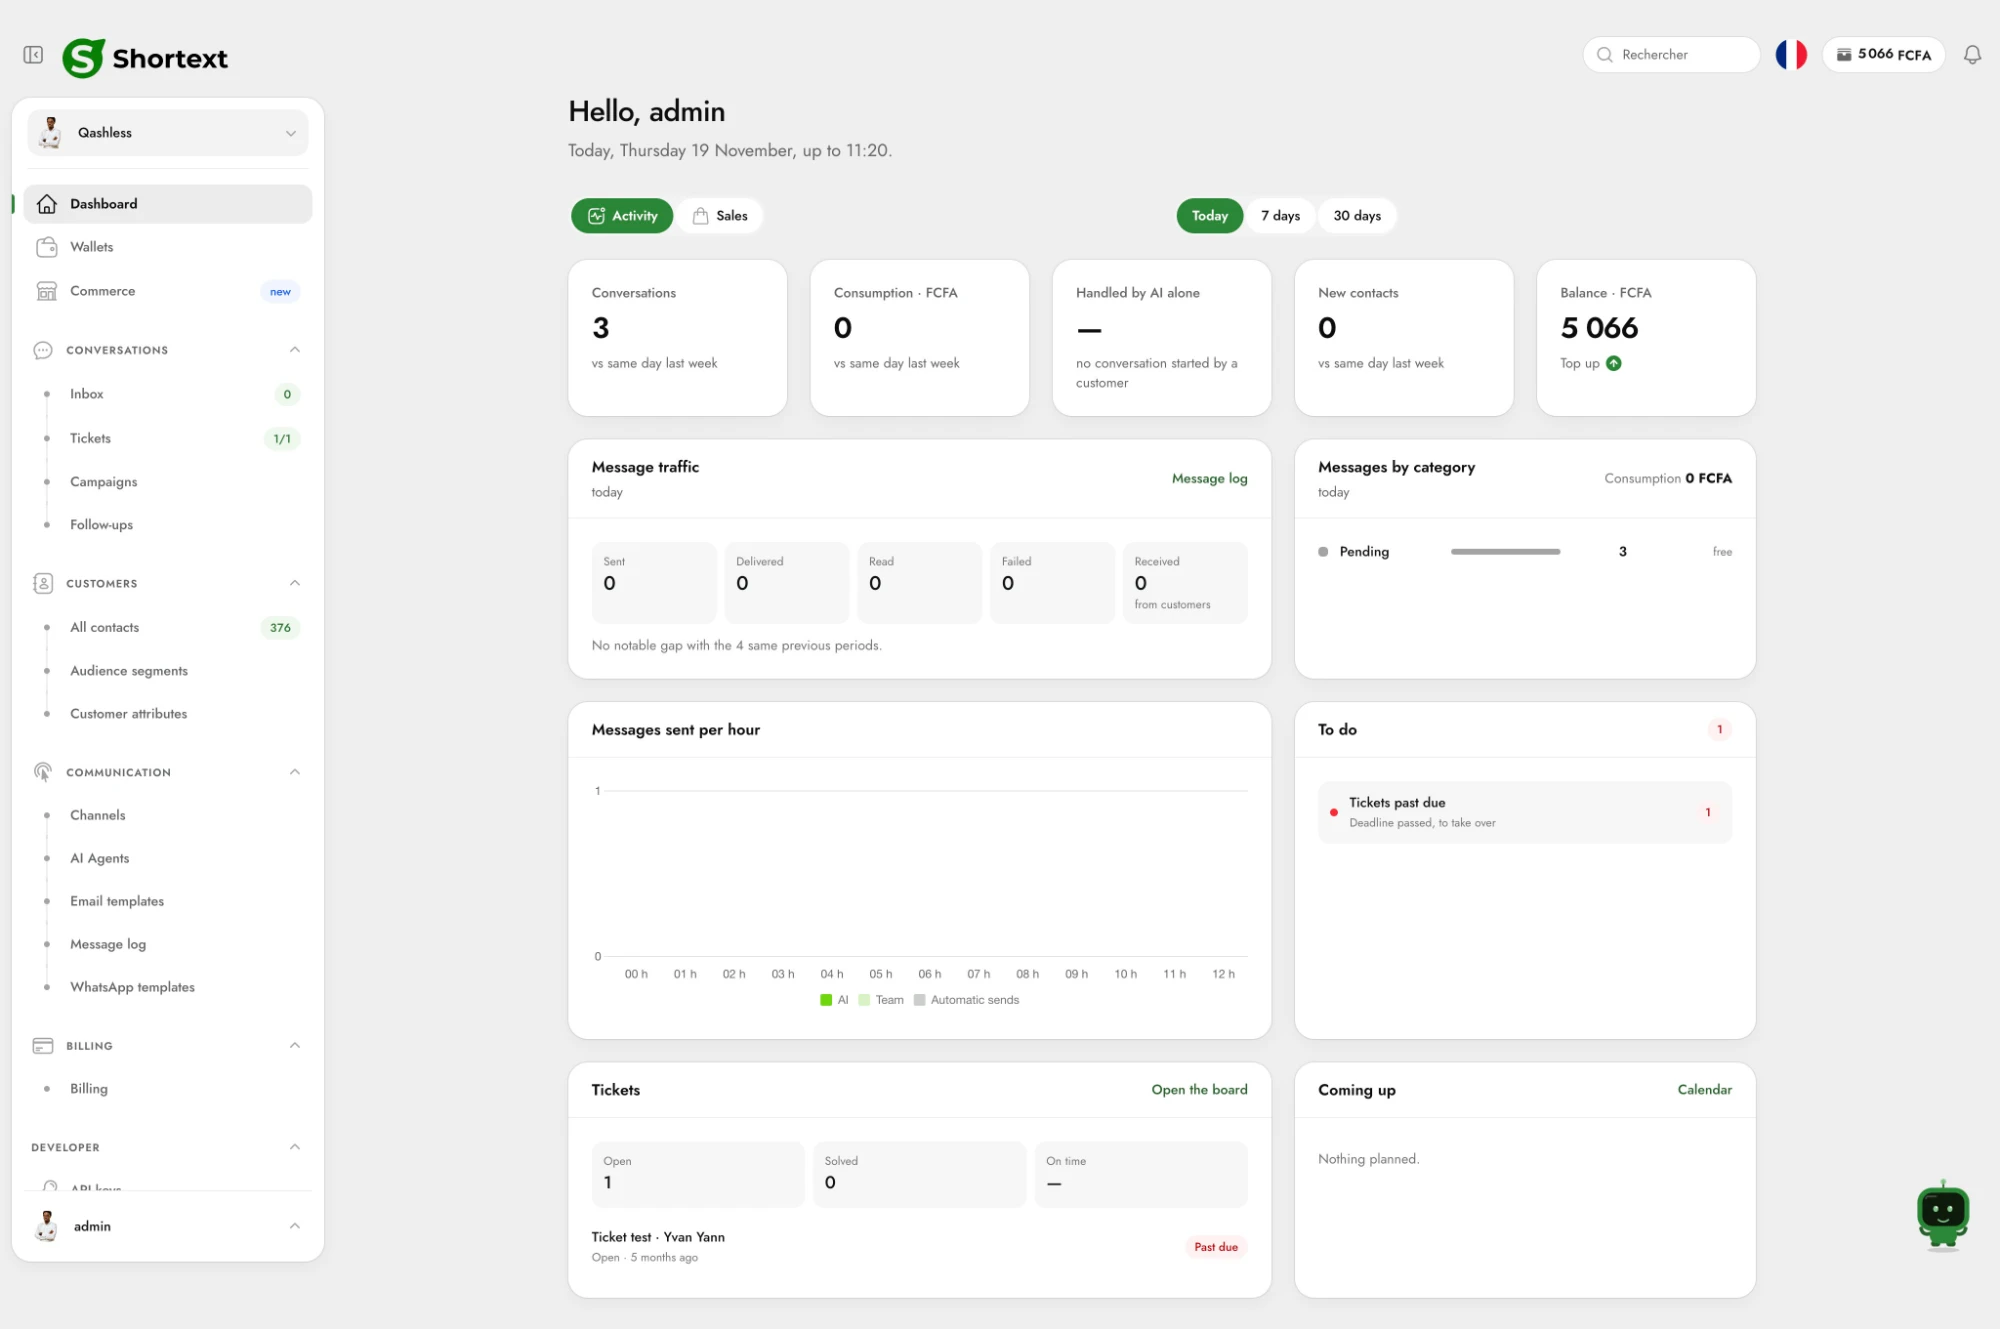 Shortext
Rechercher
5 066 FCFA
Qashless
Dashboard
Wallets
Commerce
new
CONVERSATIONS
Inbox
0
Tickets
1/1
Campaigns
Follow-ups
CUSTOMERS
All contacts
376
Audience segments
Customer attributes
COMMUNICATION
Channels
AI Agents
Email templates
Message log
WhatsApp templates
BILLING
Billing
DEVELOPER
API keys
admin
Hello, admin
Today, Thursday 19 November, up to 11:20.
Activity
Sales
Today
7 days
30 days
Conversations
3
vs same day last week
Consumption · FCFA
0
vs same day last week
Handled by AI alone
—
no conversation started by a
customer
New contacts
0
vs same day last week
Balance · FCFA
5 066
Top up
Message traffic
today
Message log
Sent
0
Delivered
0
Read
0
Failed
0
Received
0
from customers
No notable gap with the 4 same previous periods.
Messages by category
today
Consumption 0 FCFA
Pending
3
free
Messages sent per hour
1
0
00 h 01 h 02 h 03 h 04 h 05 h 06 h 07 h 08 h 09 h 10 h 11 h 12 h
AI Team Automatic sends
To do
1
Tickets past due
Deadline passed, to take over
1
Tickets
Open the board
Open
1
Solved
0
On time
—
Ticket test · Yvan Yann
Open · 5 months ago
Past due
Coming up
Calendar
Nothing planned.